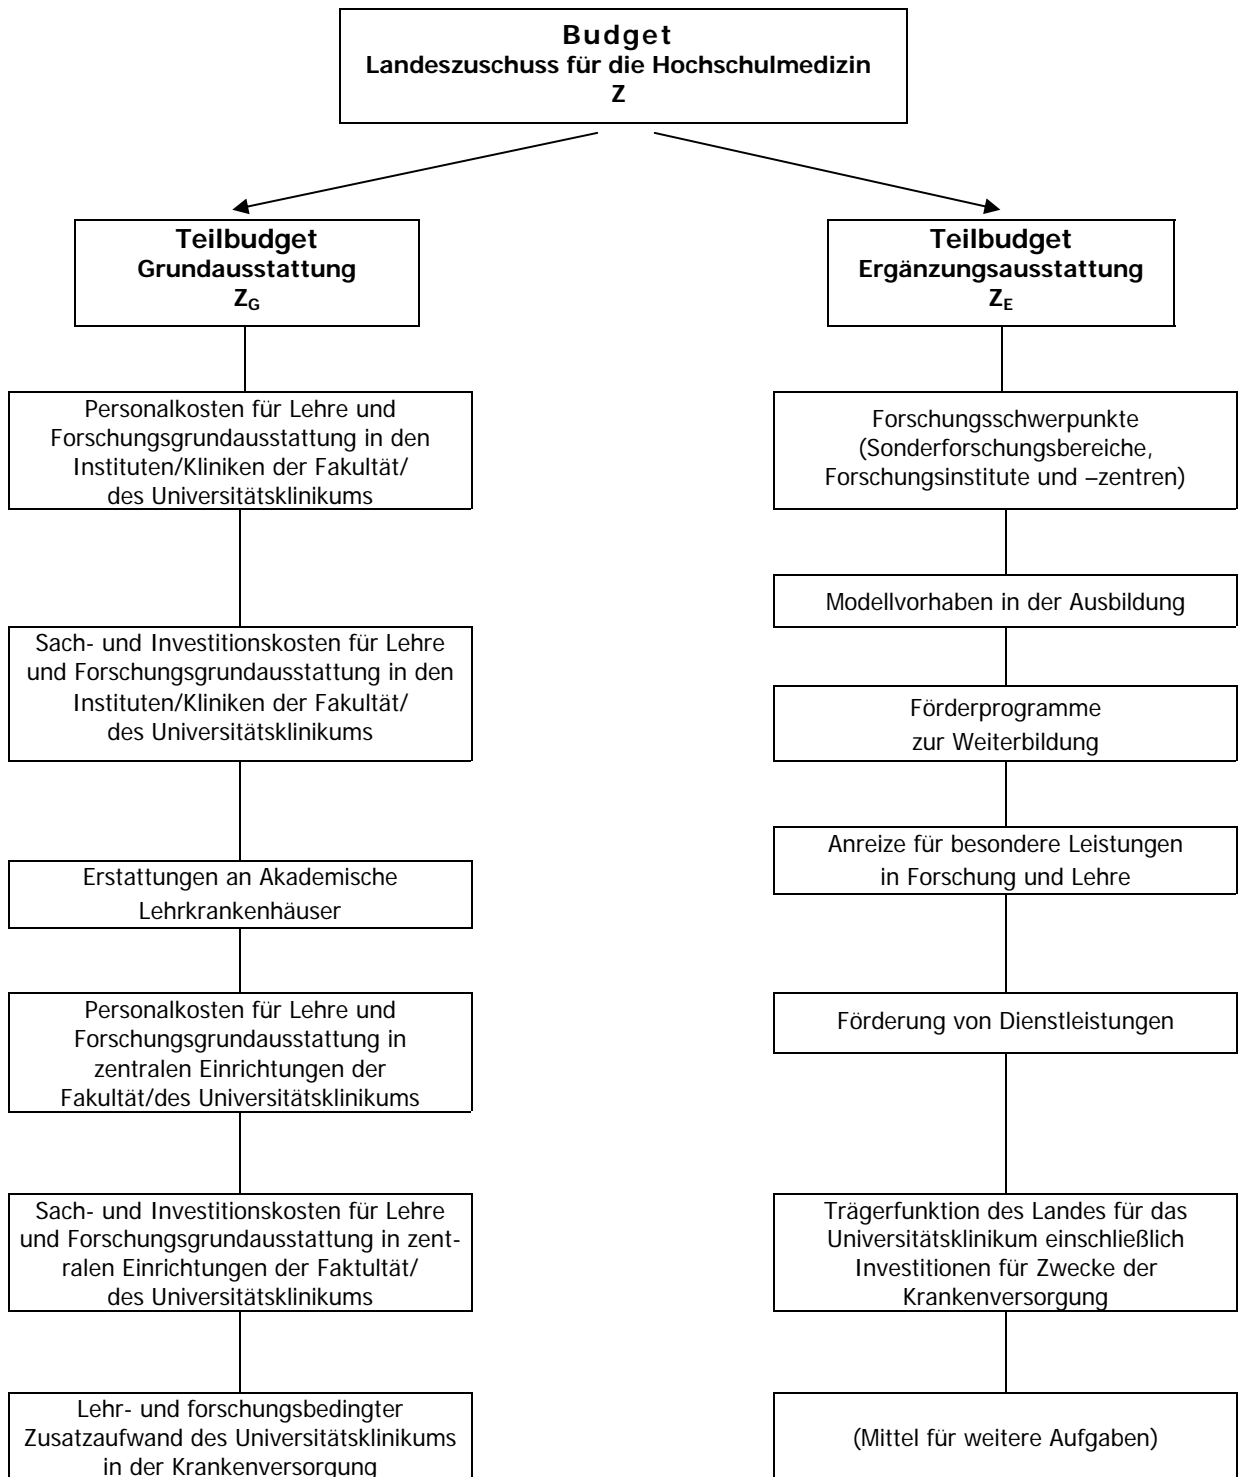 Budget
Landeszuschuss für die Hochschulmedizin
Z
Teilbudget
Grundausstattung
Z_G
Personalkosten für Lehre und
Forschungsgrundausstattung in den
Instituten/Kliniken der Fakultät/
des Universitätsklinikums
Sach- und Investitionskosten für Lehre
und Forschungsgrundausstattung in den
Instituten/Kliniken der Fakultät/
des Universitätsklinikums
Erstattungen an Akademische
Lehrkrankenhäuser
Personalkosten für Lehre und
Forschungsgrundausstattung in
zentralen Einrichtungen der
Fakultät/des Universitätsklinikums
Sach- und Investitionskosten für Lehre
und Forschungsgrundausstattung in zent-
ralen Einrichtungen der Faktultät/
des Universitätsklinikums
Lehr- und forschungsbedingter
Zusatzaufwand des Universitätsklinikums
in der Krankenversorgung
Teilbudget
Ergänzungsausstattung
Z_E
Forschungsschwerpunkte
(Sonderforschungsbereiche,
Forschungsinstitute und –zentren)
Modellvorhaben in der Ausbildung
Förderprogramme
zur Weiterbildung
Anreize für besondere Leistungen
in Forschung und Lehre
Förderung von Dienstleistungen
Trägerfunktion des Landes für das
Universitätsklinikum einschließlich
Investitionen für Zwecke der
Krankenversorgung
(Mittel für weitere Aufgaben)